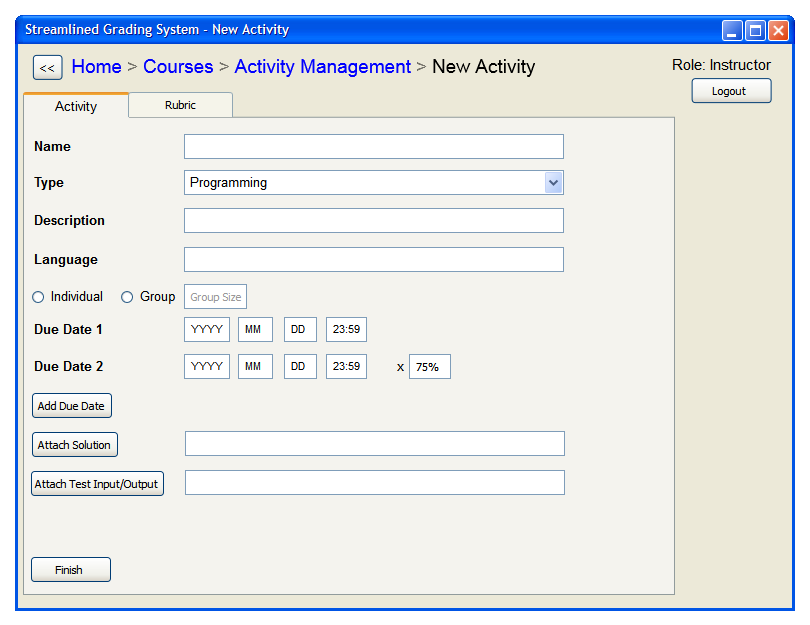 Streamlined Grading System - New Activity
<< Home > Courses > Activity Management > New Activity
Role: Instructor
Logout
Activity Rubric
Name
Type Programming
Description
Language
Individual Group Group Size
Due Date 1 YYYY MM DD 23:59
Due Date 2 YYYY MM DD 23:59 x 75%
Add Due Date
Attach Solution
Attach Test Input/Output
Finish